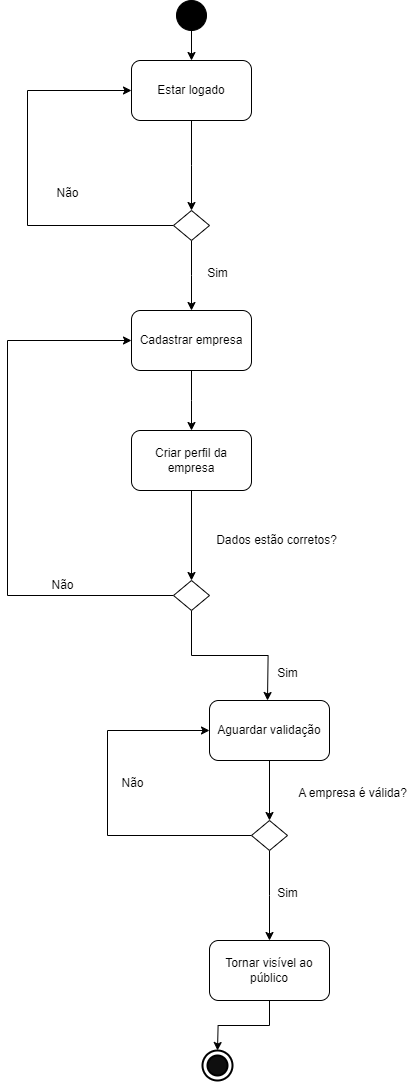 Estar logado
Não
Sim
Cadastrar empresa
Criar perfil da
empresa
Dados estão corretos?
Não
Sim
Aguardar validação
Não
A empresa é válida?
Sim
Tornar visível ao
público